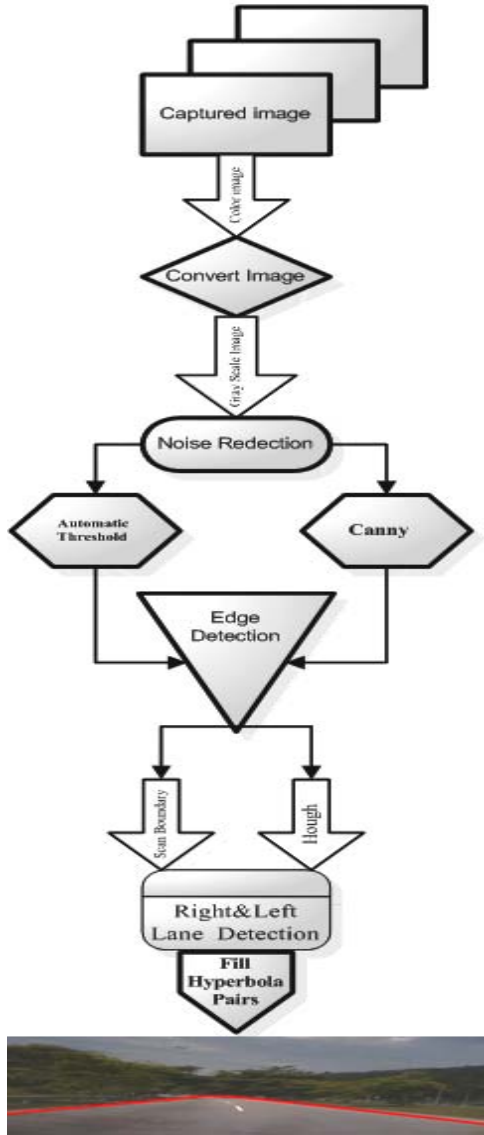 Captured image
Color image
Convert Image
Gray Scale Image
Noise Redection
Automatic
Threshold
Canny
Edge
Detection
Scan Boundary
Hough
Right&Left
Lane Detection
Fill
Hyperbola
Pairs